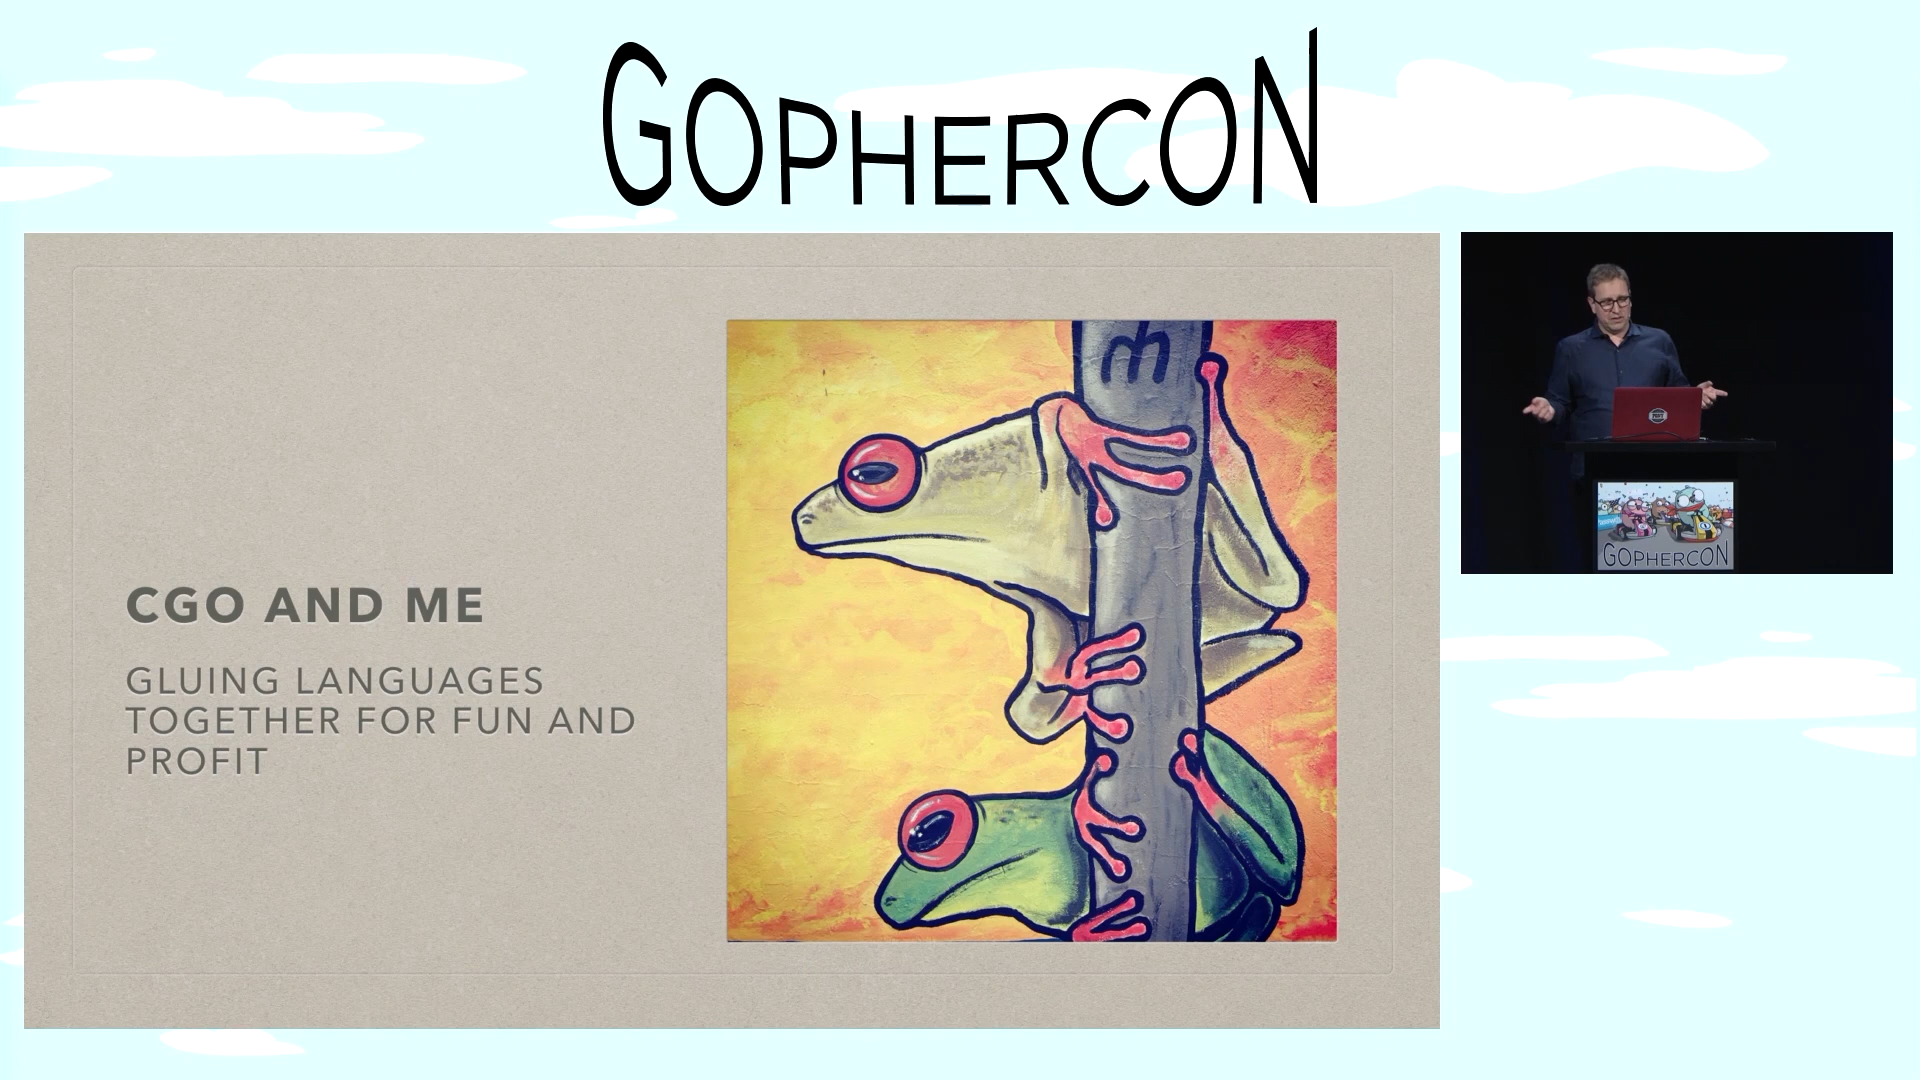 GOPHERCON
CGO AND ME
GLUING LANGUAGES
TOGETHER FOR FUN AND
PROFIT
GOPHERCON